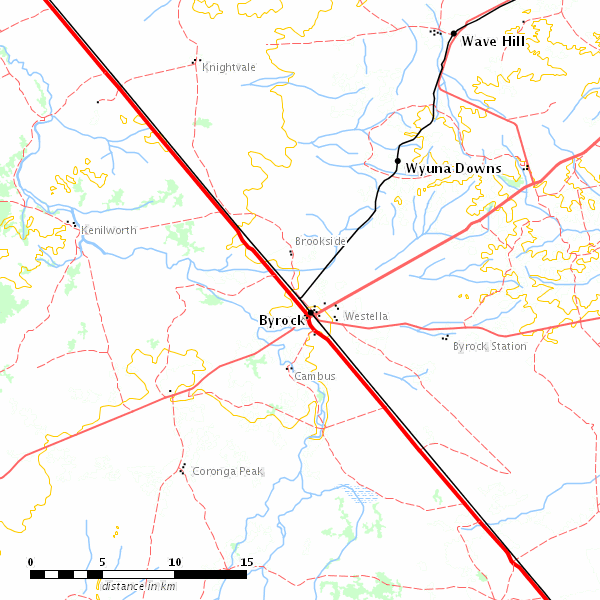 Wave Hill
Knightvale
Wyuna Downs
Kenilworth
Brookside
Byrock
Westella
Byrock Station
Cambus
Coronga Peak
0 5 10 15
distance in km